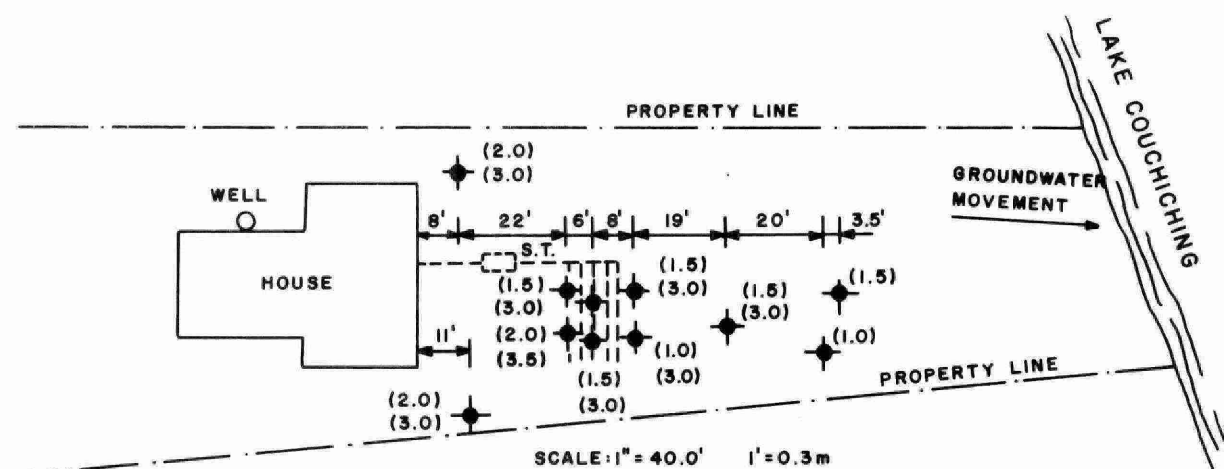 LAKE COUCHICHING
PROPERTY LINE
(2.0)
(3.0)
GROUNDWATER
MOVEMENT
WELL
8'
22'
6'
8'
19'
20'
3.5'
S.T.
HOUSE
(1.5)
(3.0)
(1.5)
(3.0)
(1.5)
(3.0)
(1.5)
(2.0)
(3.5)
(1.0)
(3.0)
(1.0)
11'
(1.5)
(3.0)
PROPERTY LINE
(2.0)
(3.0)
SCALE: 1" = 40.0' 1' = 0.3 m